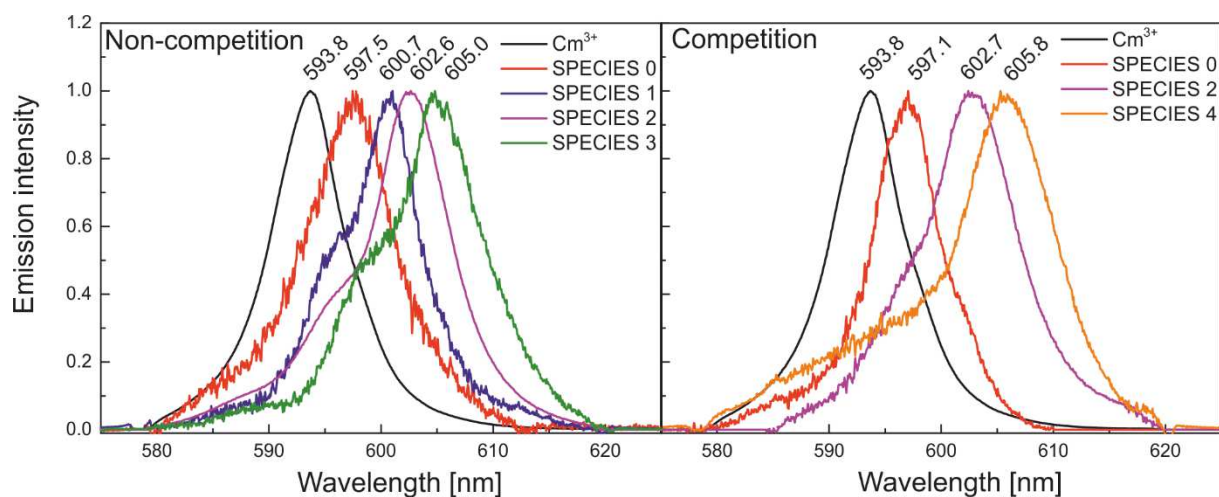 Non-competition
593.8
597.5
600.7
602.6
605.0
Cm³⁺
SPECIES 0
SPECIES 1
SPECIES 2
SPECIES 3
Competition
593.8
597.1
602.7
605.8
Cm³⁺
SPECIES 0
SPECIES 2
SPECIES 4
1.2
1.0
0.8
0.6
0.4
0.2
0.0
Emission intensity
580
590
600
610
620
580
590
600
610
620
Wavelength [nm]
Wavelength [nm]